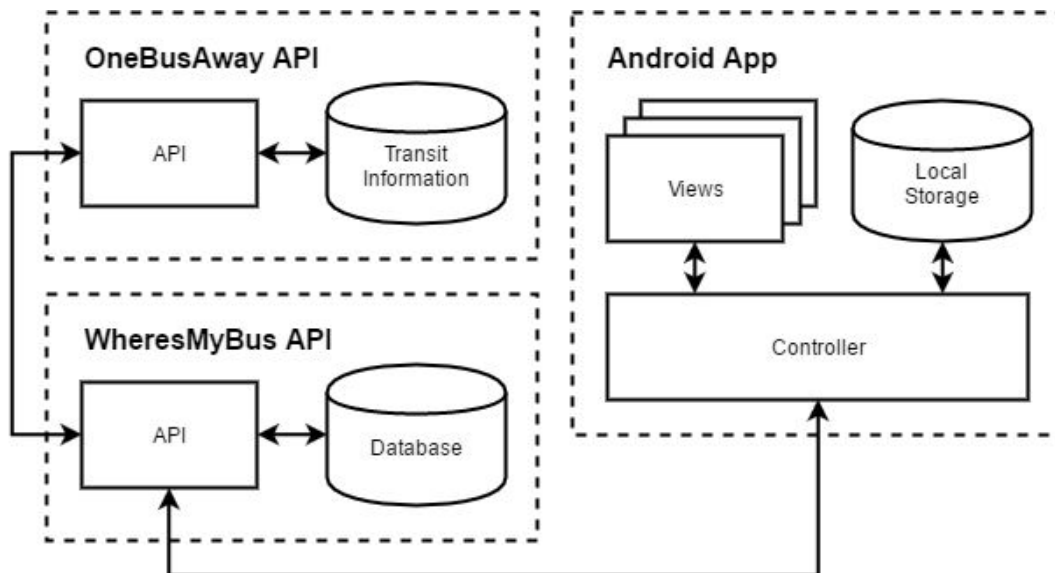 OneBusAway API
API
Transit
Information
WheresMyBus API
API
Database
Android App
Views
Local
Storage
Controller